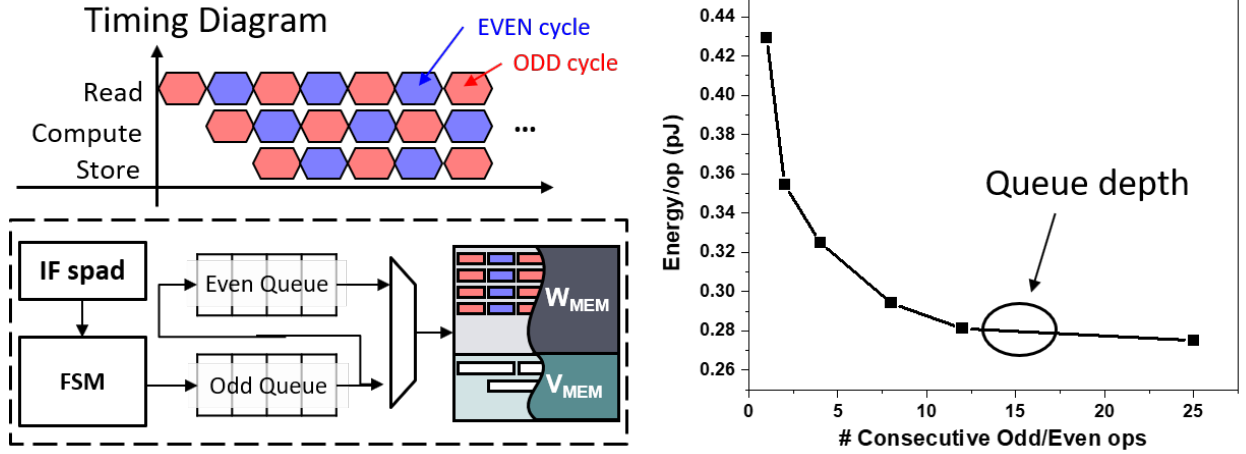 Timing Diagram
EVEN cycle
ODD cycle
Read
Compute
Store
...
IF spad
FSM
Even Queue
Odd Queue
W_MEM
V_MEM
0.44
0.42
0.40
0.38
0.36
0.34
0.32
0.30
0.28
0.26
Energy/op (pJ)
Queue depth
0 5 10 15 20 25
# Consecutive Odd/Even ops